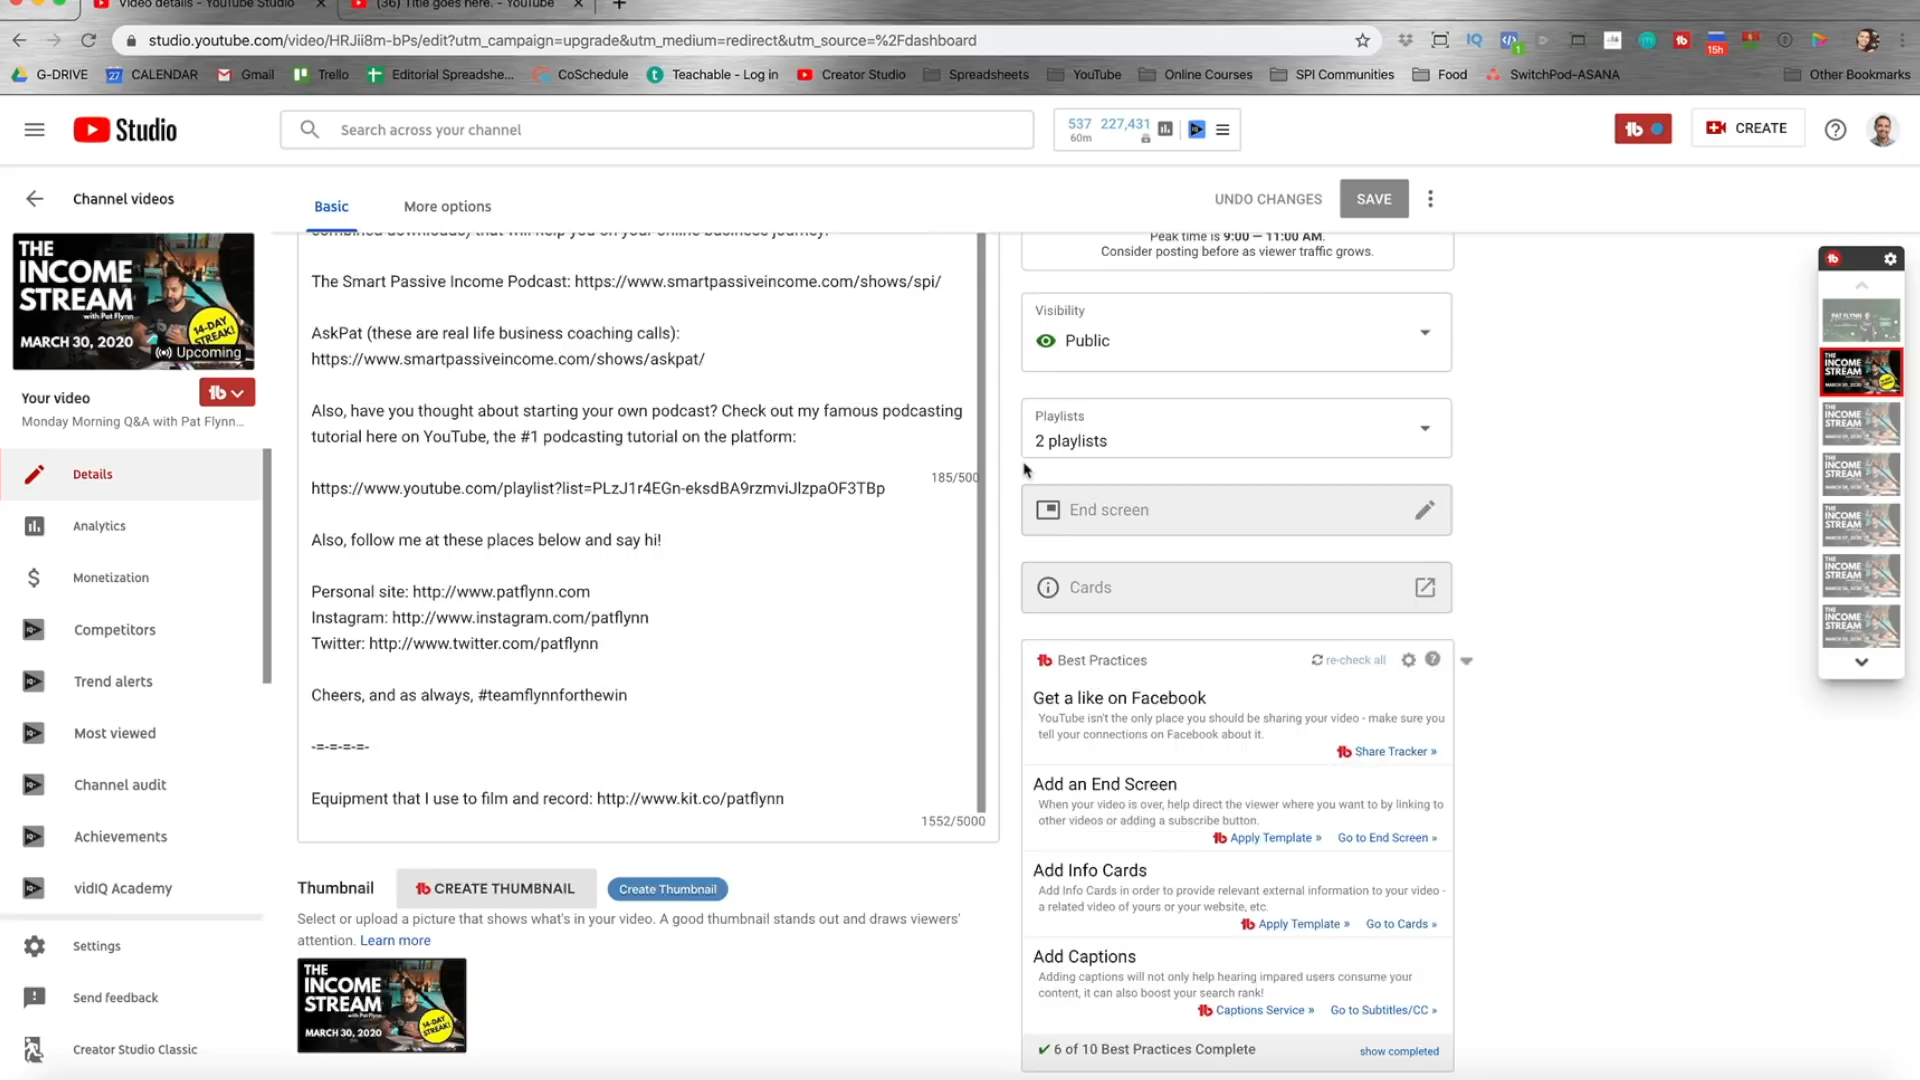 Video details - YouTube Studio
(36) Title goes here. - YouTube
studio.youtube.com/video/HRJii8m-bPs/edit?utm_campaign=upgrade&utm_medium=redirect&utm_source=%2Fdashboard
IQ
1
15h
G-DRIVE
27 CALENDAR
Gmail
Trello
Editorial Spreadshe...
CoSchedule
Teachable - Log in
Creator Studio
Spreadsheets
YouTube
Online Courses
SPI Communities
Food
SwitchPod-ASANA
Other Bookmarks
Studio
Search across your channel
537 227,431
60m
CREATE
Channel videos
Basic
More options
UNDO CHANGES
SAVE
THE
INCOME
STREAM
with Pat Flynn
MARCH 30, 2020
14-DAY
STREAK!
Upcoming
Your video
Monday Morning Q&A with Pat Flynn...
Details
Analytics
Monetization
Competitors
Trend alerts
Most viewed
Channel audit
Achievements
vidIQ Academy
Settings
Send feedback
Creator Studio Classic
combined downloads) that will help you on your online business journey:
The Smart Passive Income Podcast: https://www.smartpassiveincome.com/shows/spi/
AskPat (these are real life business coaching calls):
https://www.smartpassiveincome.com/shows/askpat/
Also, have you thought about starting your own podcast? Check out my famous podcasting
tutorial here on YouTube, the #1 podcasting tutorial on the platform:
185/500
https://www.youtube.com/playlist?list=PLzJ1r4EGn-eksdBA9rzmviJlzpaOF3TBp
Also, follow me at these places below and say hi!
Personal site: http://www.patflynn.com
Instagram: http://www.instagram.com/patflynn
Twitter: http://www.twitter.com/patflynn
Cheers, and as always, #teamflynnforthewin
-=-=-=-=-
Equipment that I use to film and record: http://www.kit.co/patflynn
1552/5000
Thumbnail
CREATE THUMBNAIL
Create Thumbnail
Select or upload a picture that shows what's in your video. A good thumbnail stands out and draws viewers'
attention. Learn more
THE
INCOME
STREAM
with Pat Flynn
MARCH 30, 2020
14-DAY
STREAK!
Peak time is 9:00 — 11:00 AM.
Consider posting before as viewer traffic grows.
Visibility
Public
Playlists
2 playlists
End screen
Cards
Best Practices
re-check all
Get a like on Facebook
YouTube isn't the only place you should be sharing your video - make sure you
tell your connections on Facebook about it.
Share Tracker »
Add an End Screen
When your video is over, help direct the viewer where you want to by linking to
other videos or adding a subscribe button.
Apply Template » Go to End Screen »
Add Info Cards
Add Info Cards in order to provide relevant external information to your video -
a related video of yours or your website, etc.
Apply Template » Go to Cards »
Add Captions
Adding captions will not only help hearing impared users consume your
content, it can also boost your search rank!
Captions Service » Go to Subtitles/CC »
✔ 6 of 10 Best Practices Complete
show completed
PAT FLYNN
THE
INCOME
STREAM
THE
INCOME
STREAM
THE
INCOME
STREAM
THE
INCOME
STREAM
THE
INCOME
STREAM
THE
INCOME
STREAM